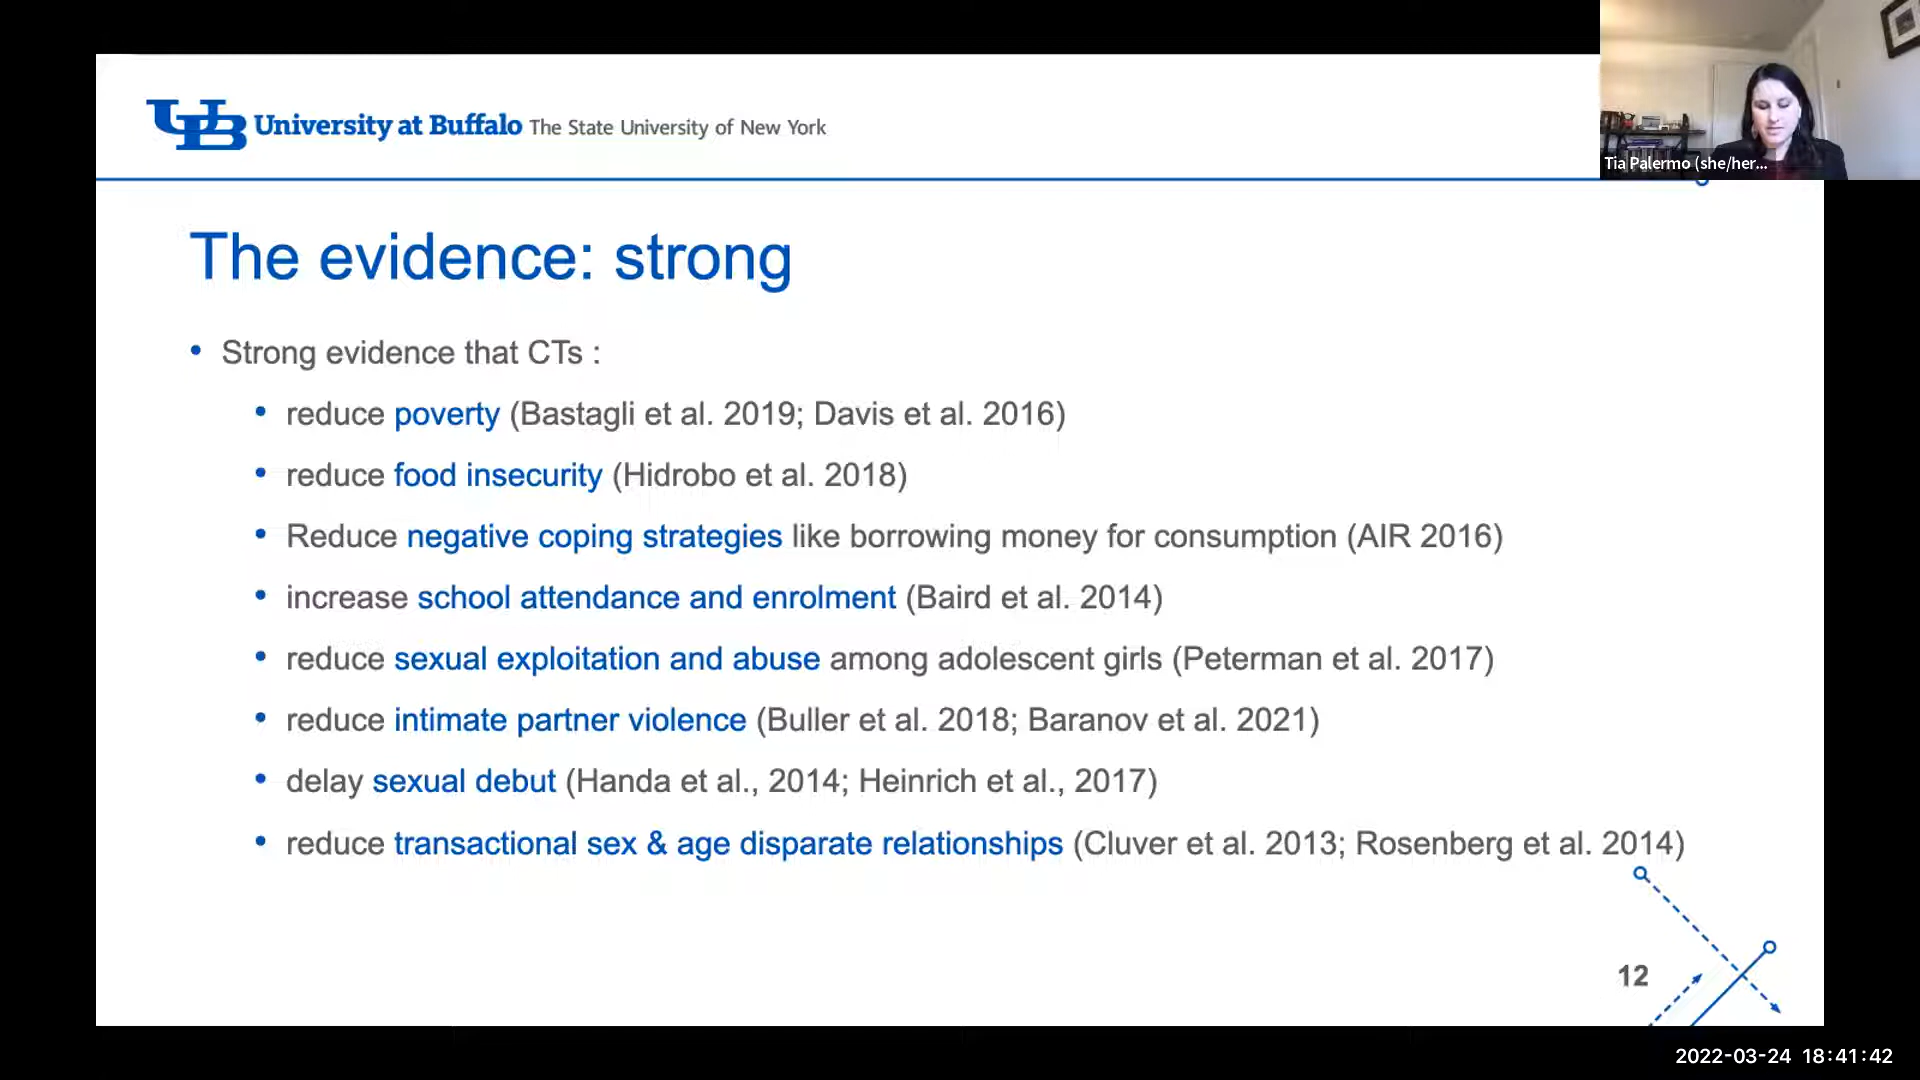 UB University at Buffalo The State University of New York
Tia Palermo (she/her...
The evidence: strong
• Strong evidence that CTs :
• reduce poverty (Bastagli et al. 2019; Davis et al. 2016)
• reduce food insecurity (Hidrobo et al. 2018)
• Reduce negative coping strategies like borrowing money for consumption (AIR 2016)
• increase school attendance and enrolment (Baird et al. 2014)
• reduce sexual exploitation and abuse among adolescent girls (Peterman et al. 2017)
• reduce intimate partner violence (Buller et al. 2018; Baranov et al. 2021)
• delay sexual debut (Handa et al., 2014; Heinrich et al., 2017)
• reduce transactional sex & age disparate relationships (Cluver et al. 2013; Rosenberg et al. 2014)
12
2022-03-24 18:41:42